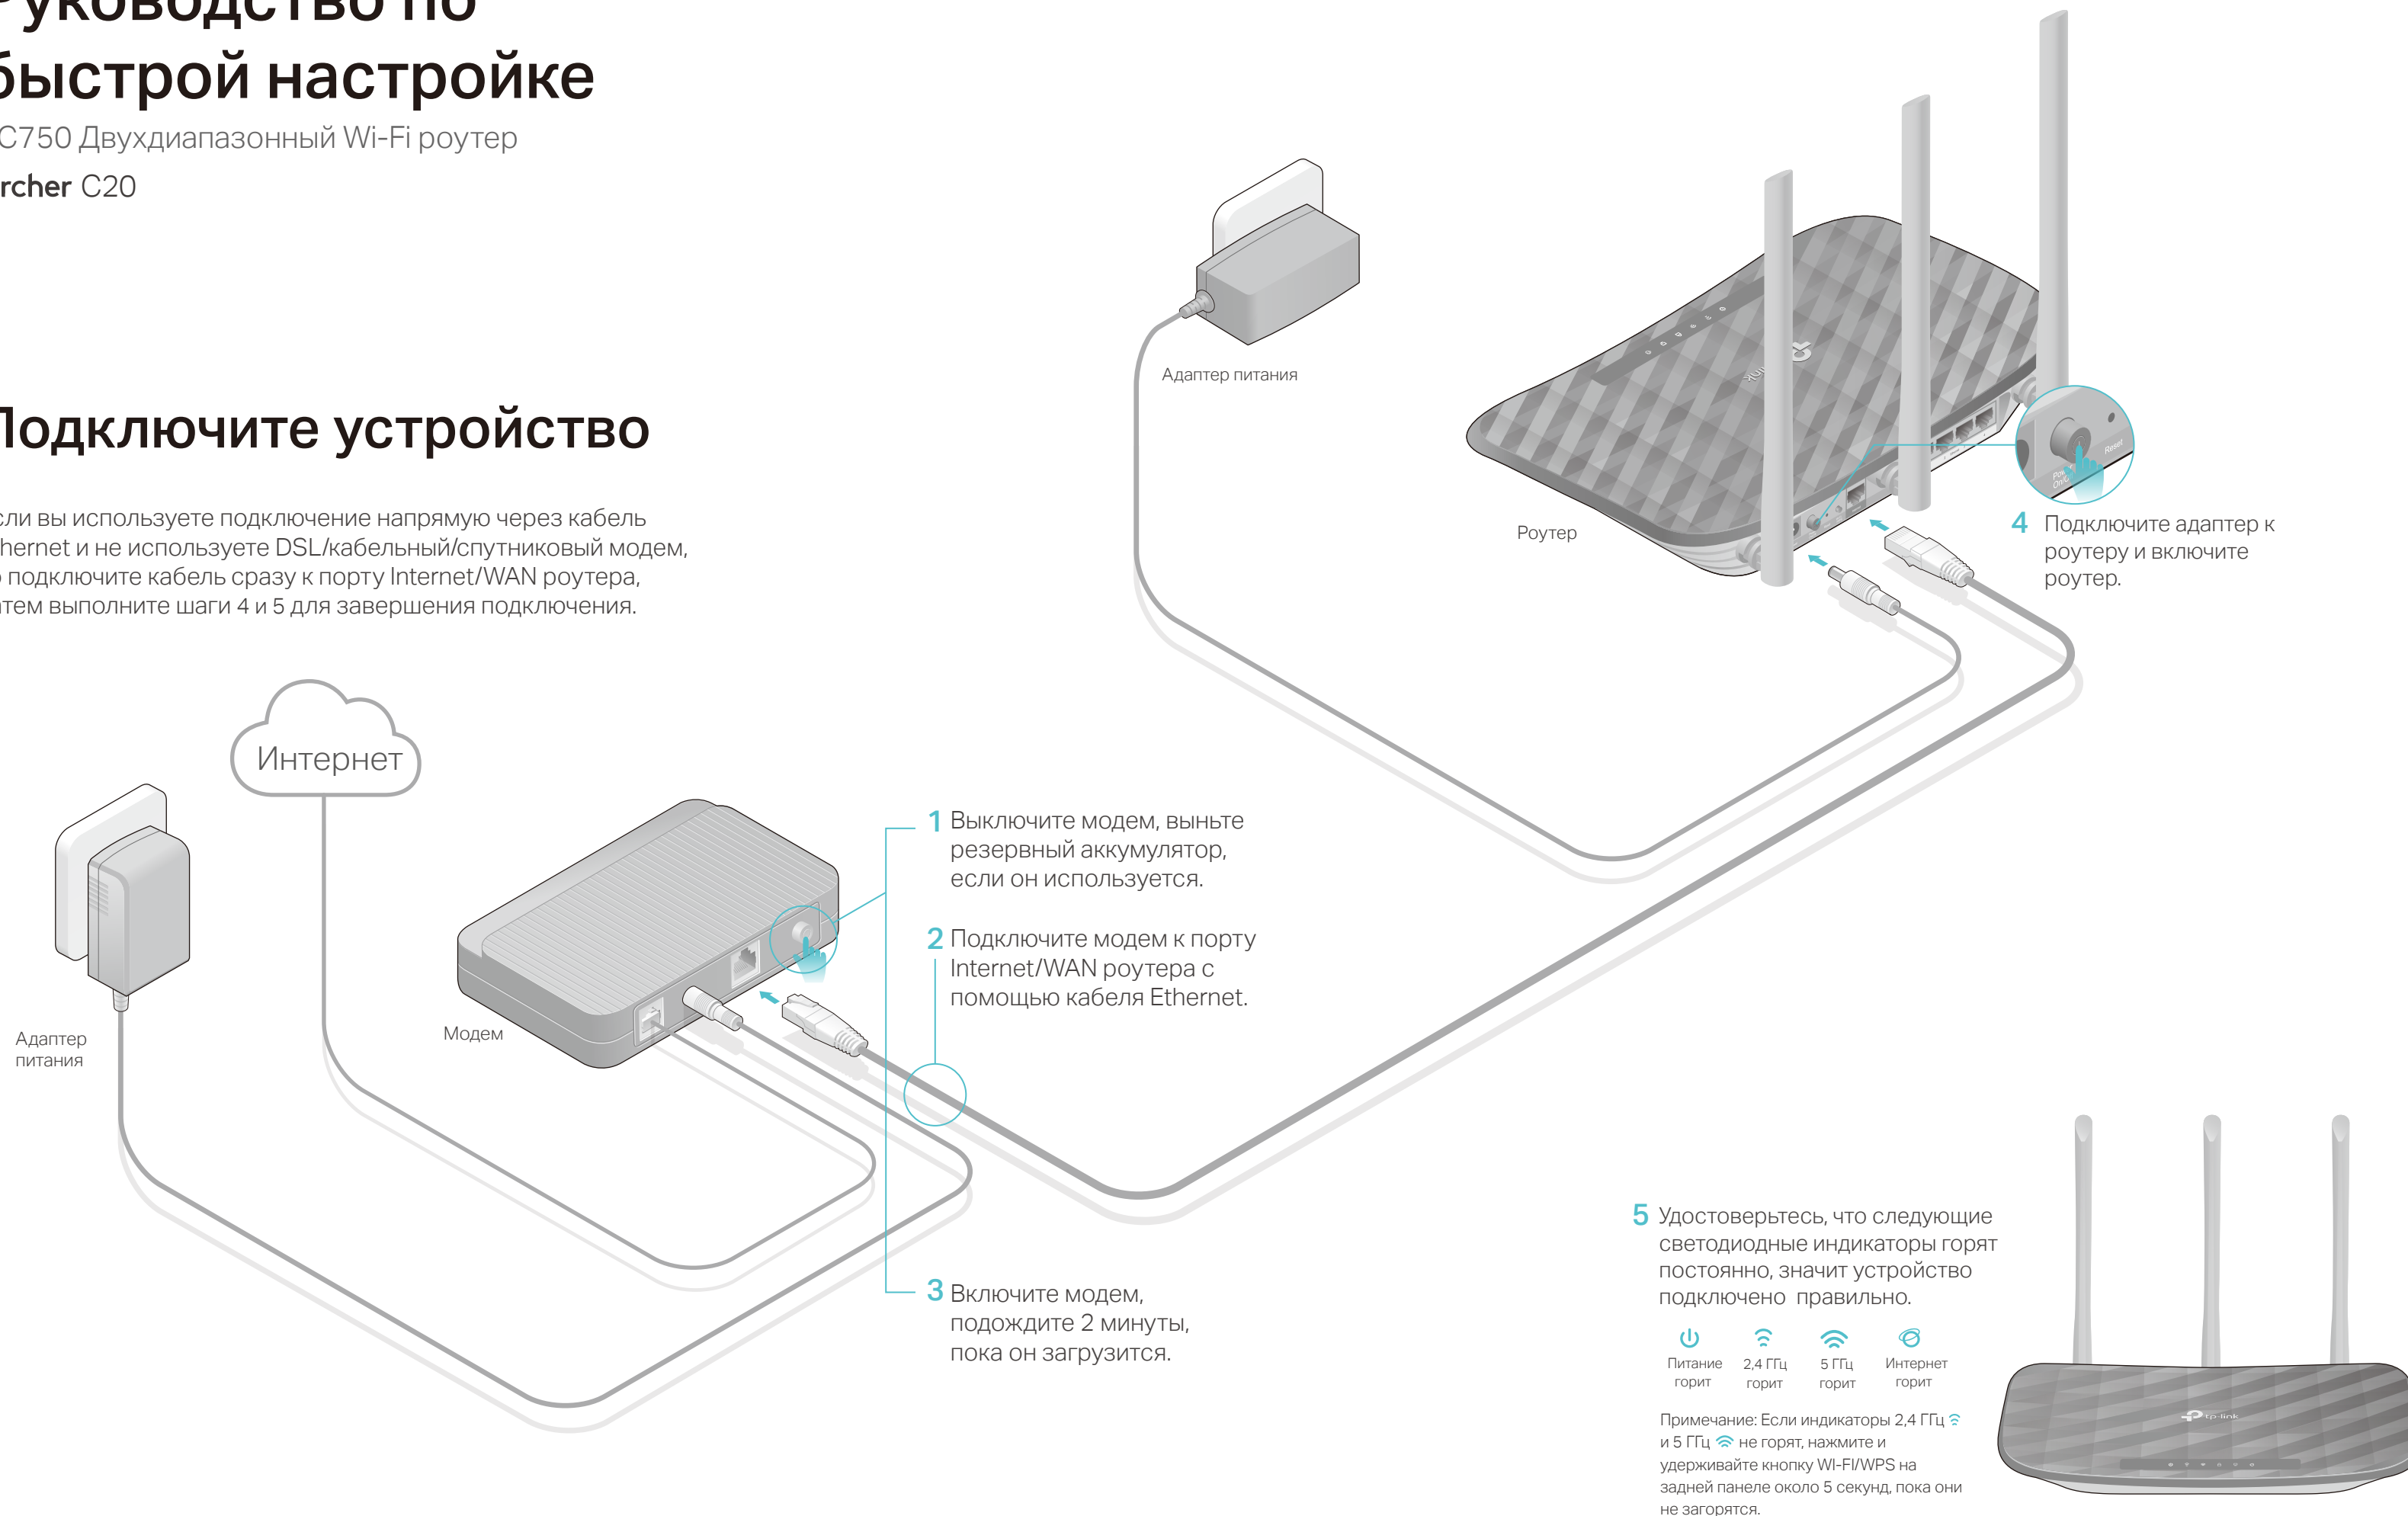 Руководство по
быстрой настройке
C750 Двухдиапазонный Wi-Fi роутер
rcher C20
Подключите устройство
сли вы используете подключение напрямую через кабель
hernet и не используете DSL/кабельный/спутниковый модем,
о подключите кабель сразу к порту Internet/WAN роутера,
атем выполните шаги 4 и 5 для завершения подключения.
Адаптер питания
Роутер
Reset
4 Подключите адаптер к
роутеру и включите
роутер.
Интернет
Адаптер
питания
Модем
1 Выключите модем, выньте
резервный аккумулятор,
если он используется.
2 Подключите модем к порту
Internet/WAN роутера с
помощью кабеля Ethernet.
3 Включите модем,
подождите 2 минуты,
пока он загрузится.
5 Удостоверьтесь, что следующие
светодиодные индикаторы горят
постоянно, значит устройство
подключено правильно.
Питание горит
2,4 ГГц горит
5 ГГц горит
Интернет горит
Примечание: Если индикаторы 2,4 ГГц
и 5 ГГц не горят, нажмите и
удерживайте кнопку WI-FI/WPS на
задней панеле около 5 секунд, пока они
не загорятся.
tp-link